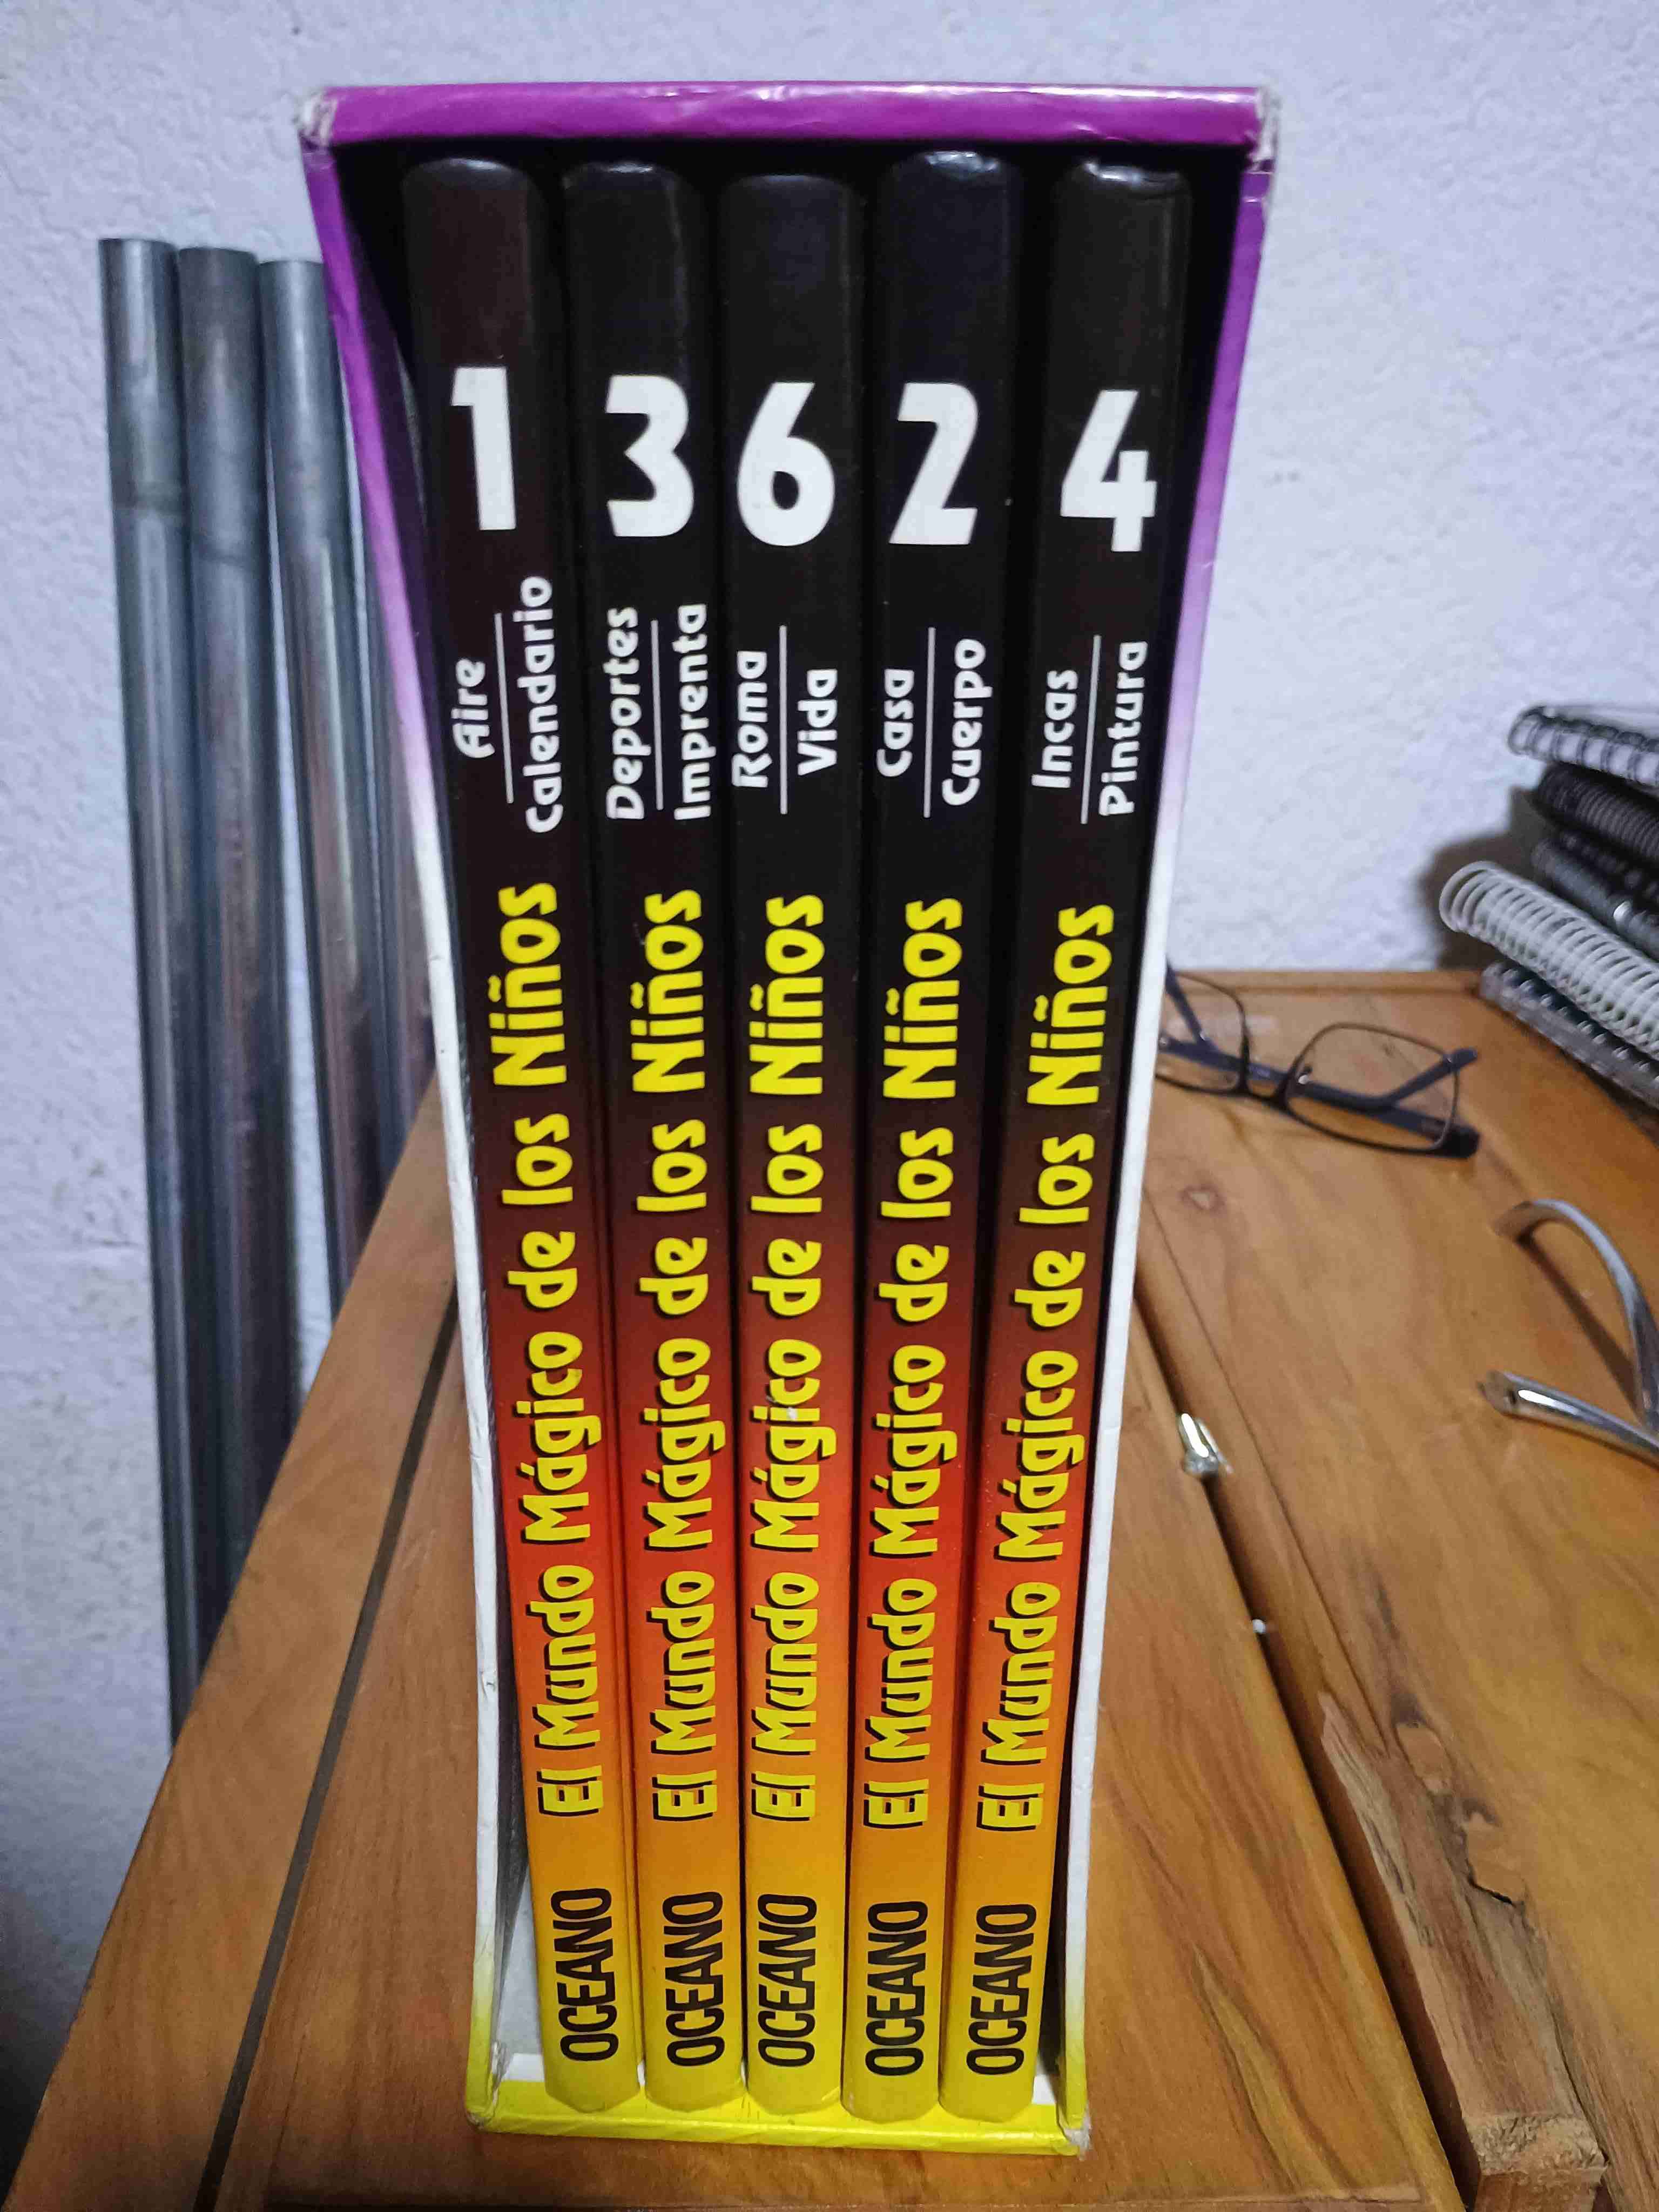 1
Aire
Calendario
El Mundo Mágico de los Niños
OCEANO
3
Deportes
Imprenta
El Mundo Mágico de los Niños
OCEANO
6
Roma
Vida
El Mundo Mágico de los Niños
OCEANO
2
Casa
Cuerpo
El Mundo Mágico de los Niños
OCEANO
4
Incas
Pintura
El Mundo Mágico de los Niños
OCEANO